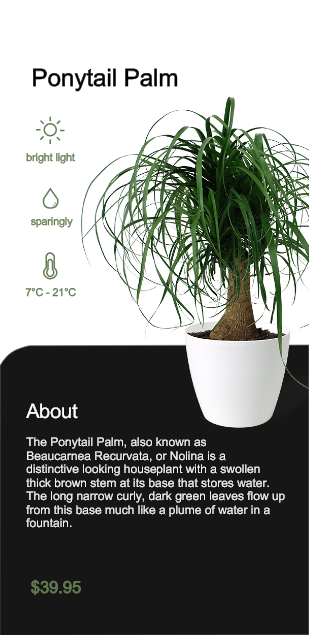 Ponytail Palm
bright light
sparingly
7°C - 21°C
About
The Ponytail Palm, also known as
Beaucarnea Recurvata, or Nolina is a
distinctive looking houseplant with a swollen
thick brown stem at its base that stores water.
The long narrow curly, dark green leaves flow up
from this base much like a plume of water in a
fountain.
$39.95